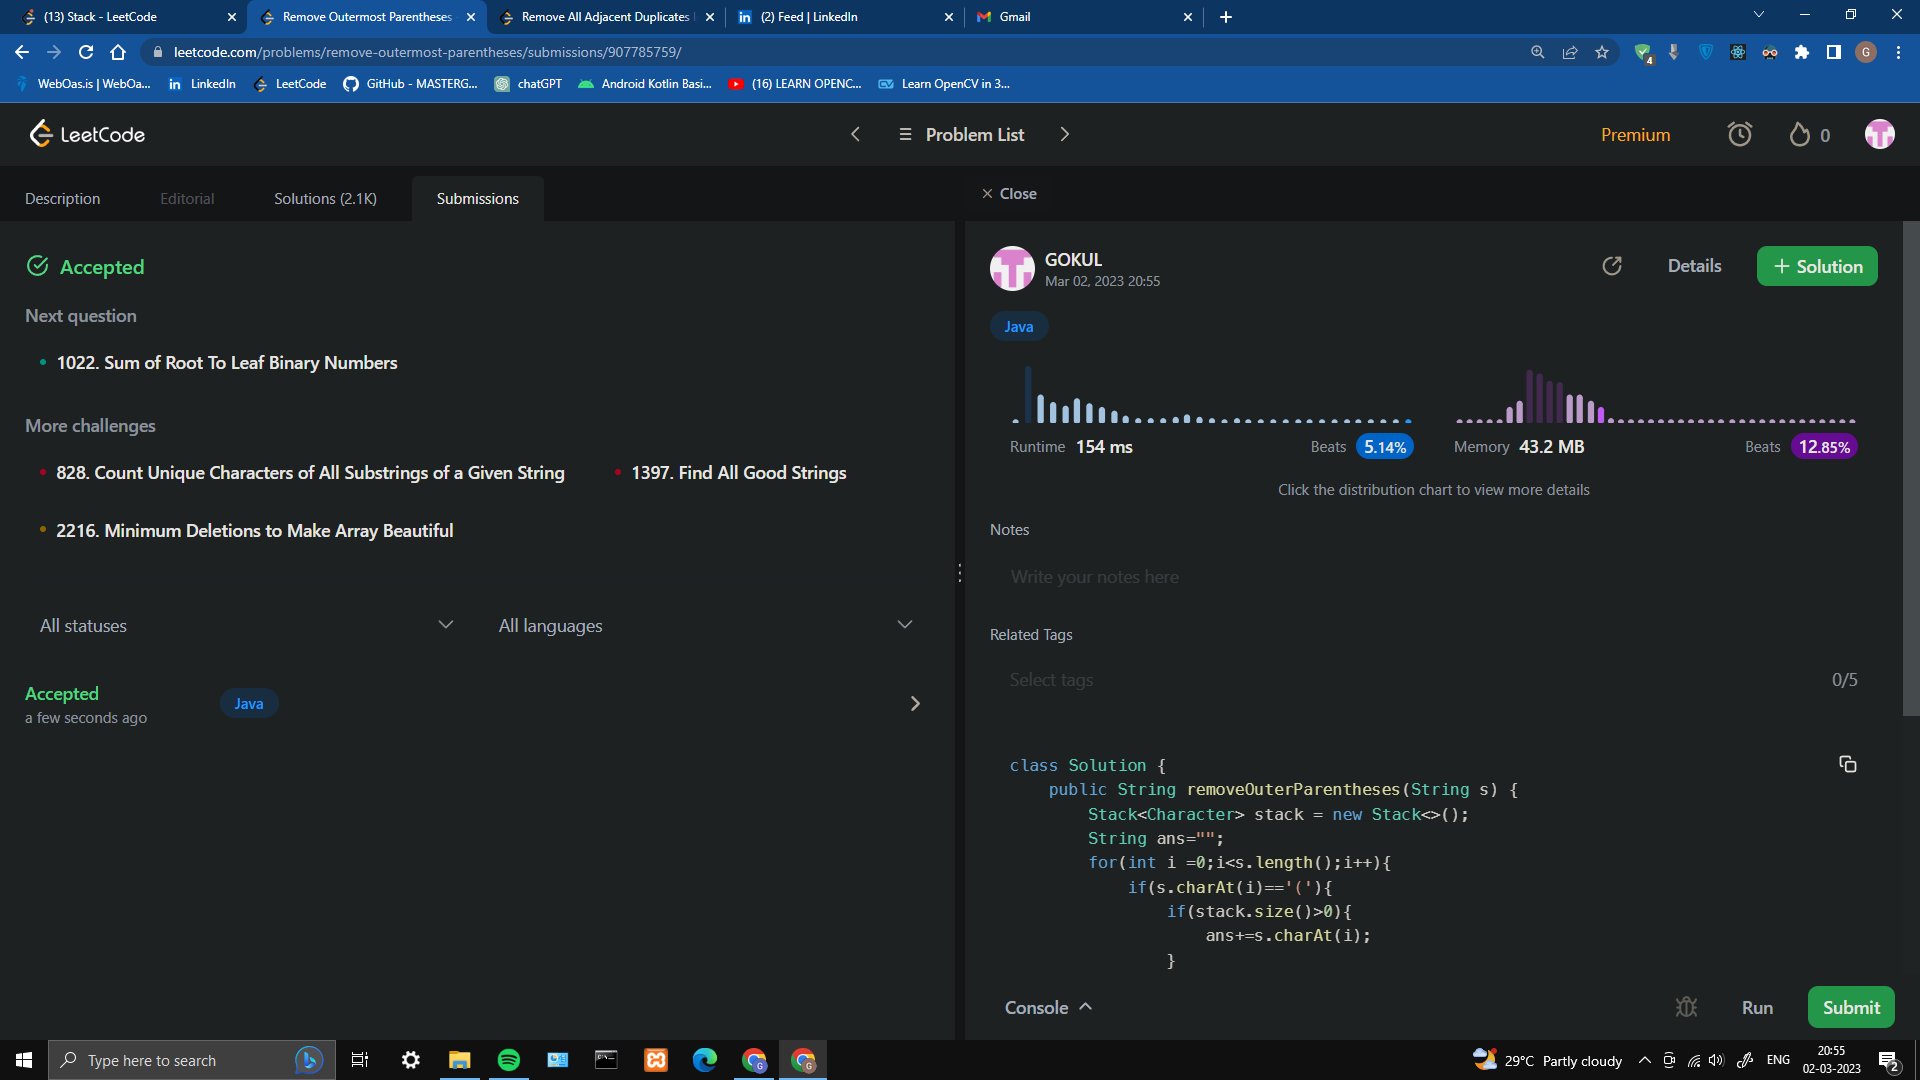 (13) Stack - LeetCode
Remove Outermost Parentheses
Remove All Adjacent Duplicates
(2) Feed | LinkedIn
Gmail
leetcode.com/problems/remove-outermost-parentheses/submissions/907785759/
4
G
WebOas.is | WebOa...
LinkedIn
LeetCode
GitHub - MASTERG...
chatGPT
Android Kotlin Basi...
(16) LEARN OPENC...
Learn OpenCV in 3...
LeetCode
Problem List
Premium
0
Description
Editorial
Solutions (2.1K)
Submissions
Close
Accepted
Next question
1022. Sum of Root To Leaf Binary Numbers
More challenges
828. Count Unique Characters of All Substrings of a Given String
1397. Find All Good Strings
2216. Minimum Deletions to Make Array Beautiful
All statuses
All languages
Accepted
a few seconds ago
Java
GOKUL
Mar 02, 2023 20:55
Details
+ Solution
Java
Runtime 154 ms
Beats 5.14%
Memory 43.2 MB
Beats 12.85%
Click the distribution chart to view more details
Notes
Write your notes here
Related Tags
Select tags
0/5
class Solution {
public String removeOuterParentheses(String s) {
Stack<Character> stack = new Stack<>();
String ans="";
for(int i =0;i<s.length();i++){
if(s.charAt(i)=='('){
if(stack.size()>0){
ans+=s.charAt(i);
}
Console
Run
Submit
Type here to search
29°C Partly cloudy
ENG
20:55
02-03-2023
2